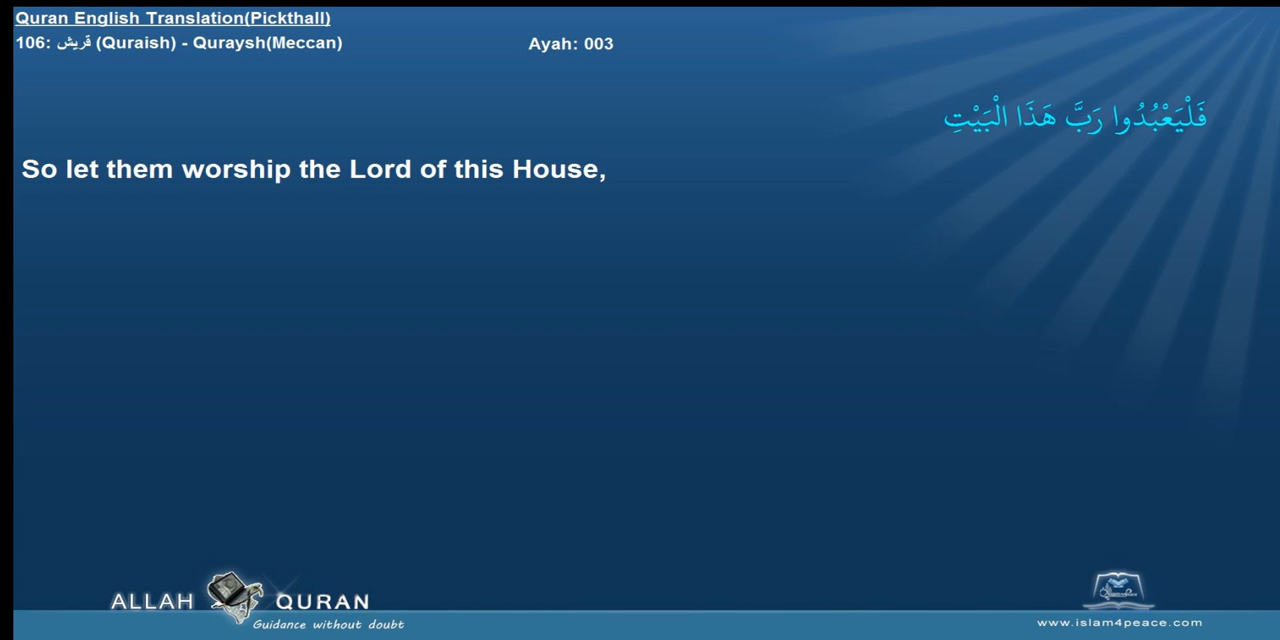 Quran English Translation(Pickthall)
106: قريش (Quraish) - Quraysh(Meccan)
Ayah: 003
فَلْيَعْبُدُوا رَبَّ هَذَا الْبَيْتِ
So let them worship the Lord of this House,
ALLAH QURAN
Guidance without doubt
www.islam4peace.com